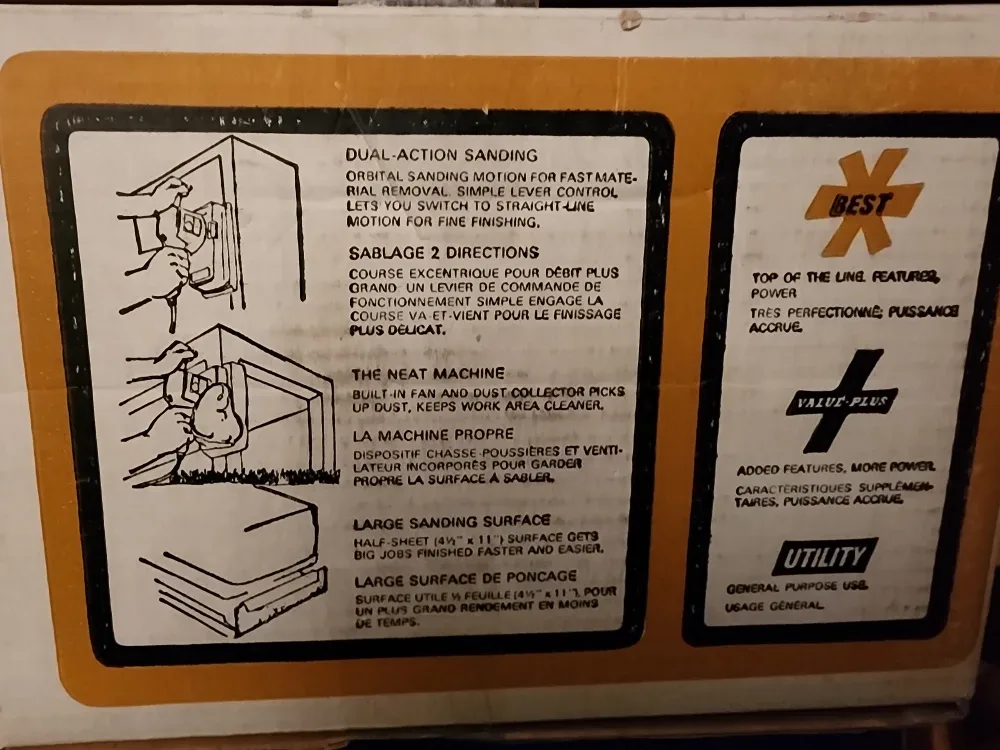 DUAL-ACTION SANDING
ORBITAL SANDING MOTION FOR FAST MATE-
RIAL REMOVAL. SIMPLE LEVER CONTROL
LETS YOU SWITCH TO STRAIGHT-LINE
MOTION FOR FINE FINISHING.
SABLAGE 2 DIRECTIONS
COURSE EXCENTRIQUE POUR DÉBIT PLUS
GRAND. UN LEVIER DE COMMANDE DE
FONCTIONNEMENT SIMPLE ENGAGE LA
COURSE VA-ET-VIENT POUR LE FINISSAGE
PLUS DÉLICAT.
THE NEAT MACHINE
BUILT-IN FAN AND DUST COLLECTOR PICKS
UP DUST, KEEPS WORK AREA CLEANER.
LA MACHINE PROPRE
DISPOSITIF CHASSE-POUSSIÈRES ET VENTI-
LATEUR INCORPORÉS POUR GARDER
PROPRE LA SURFACE À SABLER.
LARGE SANDING SURFACE
HALF-SHEET (4½" x 11") SURFACE GETS
BIG JOBS FINISHED FASTER AND EASIER.
LARGE SURFACE DE PONCAGE
SURFACE UTILE ½ FEUILLE (4½" x 11"), POUR
UN PLUS GRAND RENDEMENT EN MOINS
DE TEMPS.
BEST
TOP OF THE LINE. FEATURES,
POWER
TRÈS PERFECTIONNÉ; PUISSANCE
ACCRUE.
VALUE-PLUS
ADDED FEATURES, MORE POWER.
CARACTÉRISTIQUES SUPPLÉMEN-
TAIRES, PUISSANCE ACCRUE.
UTILITY
GENERAL PURPOSE USE.
USAGE GÉNÉRAL